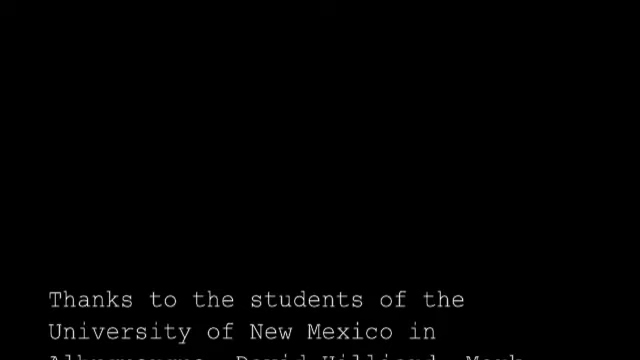 Thanks to the students of the
University of New Mexico in